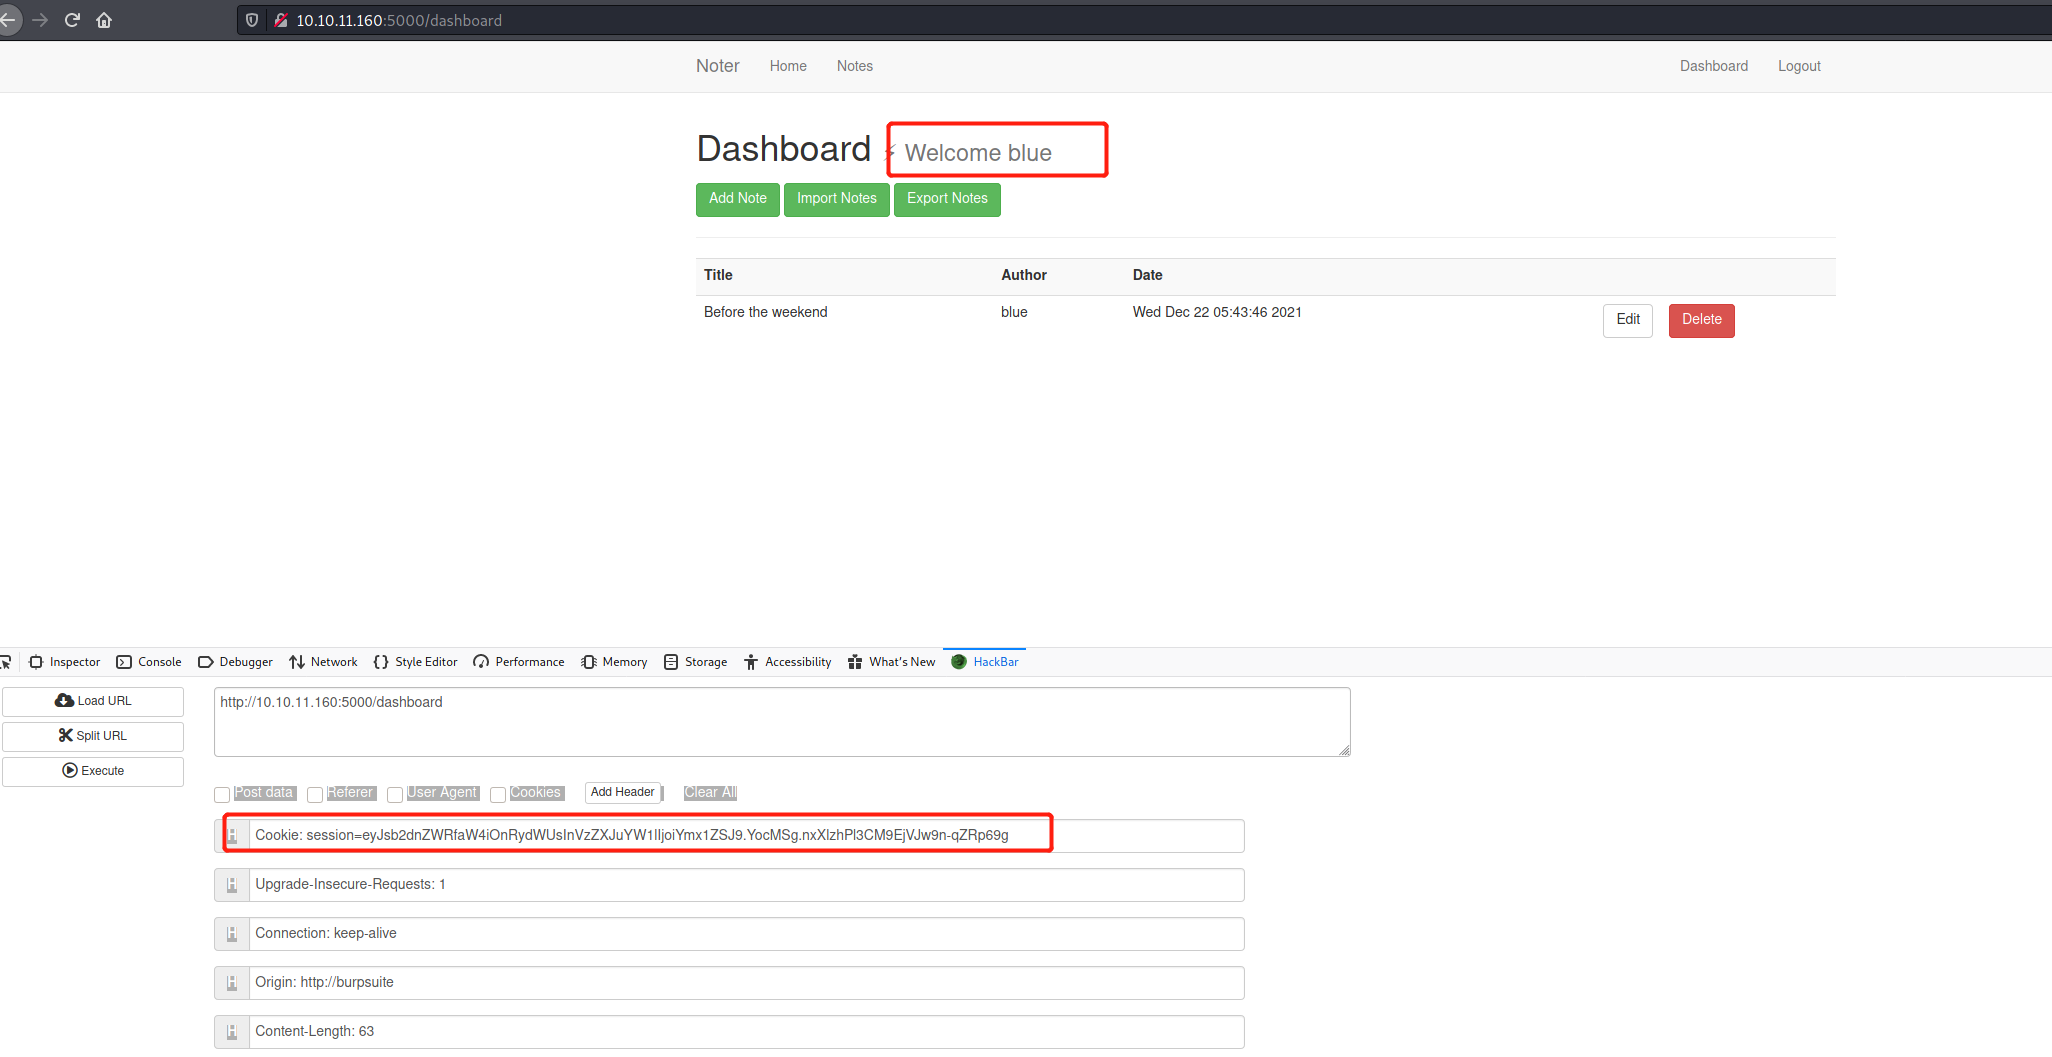 10.10.11.160:5000/dashboard
Noter Home Notes Dashboard Logout
Dashboard Welcome blue
Add Note Import Notes Export Notes
Title Author Date
Before the weekend blue Wed Dec 22 05:43:46 2021 Edit Delete
Inspector Console Debugger Network Style Editor Performance Memory Storage Accessibility What's New HackBar
Load URL
Split URL
Execute
http://10.10.11.160:5000/dashboard
Post data Referer User Agent Cookies Add Header Clear All
Cookie: session=eyJsb2dnZWRfaW4iOnRydWUsInVzZXJuYW1lIjoiYmx1ZSJ9.YocMSg.nxXlzhPl3CM9EjVJw9n-qZRp69g
Upgrade-Insecure-Requests: 1
Connection: keep-alive
Origin: http://burpsuite
Content-Length: 63